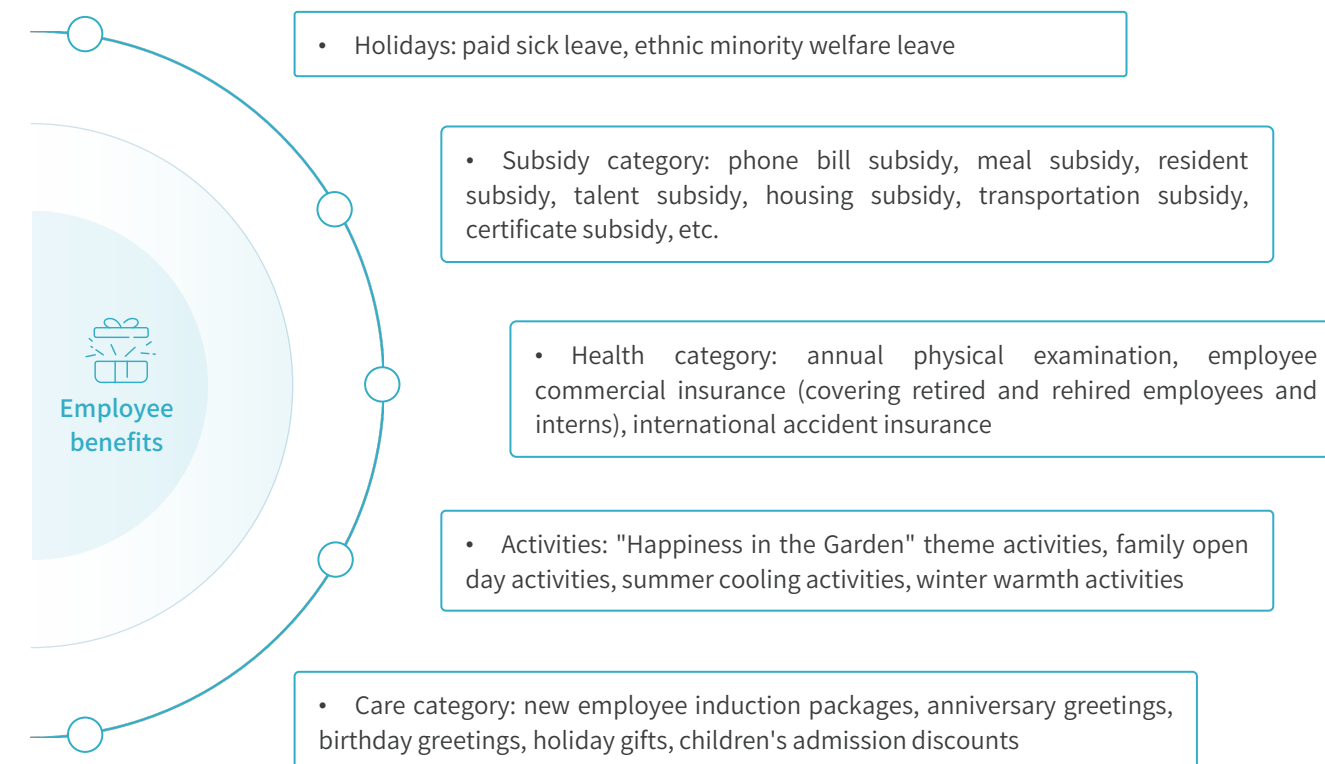 • Holidays: paid sick leave, ethnic minority welfare leave
• Subsidy category: phone bill subsidy, meal subsidy, resident
subsidy, talent subsidy, housing subsidy, transportation subsidy,
certificate subsidy, etc.
• Health category: annual physical examination, employee
commercial insurance (covering retired and rehired employees and
interns), international accident insurance
Employee
benefits
• Activities: "Happiness in the Garden" theme activities, family open
day activities, summer cooling activities, winter warmth activities
• Care category: new employee induction packages, anniversary greetings,
birthday greetings, holiday gifts, children's admission discounts